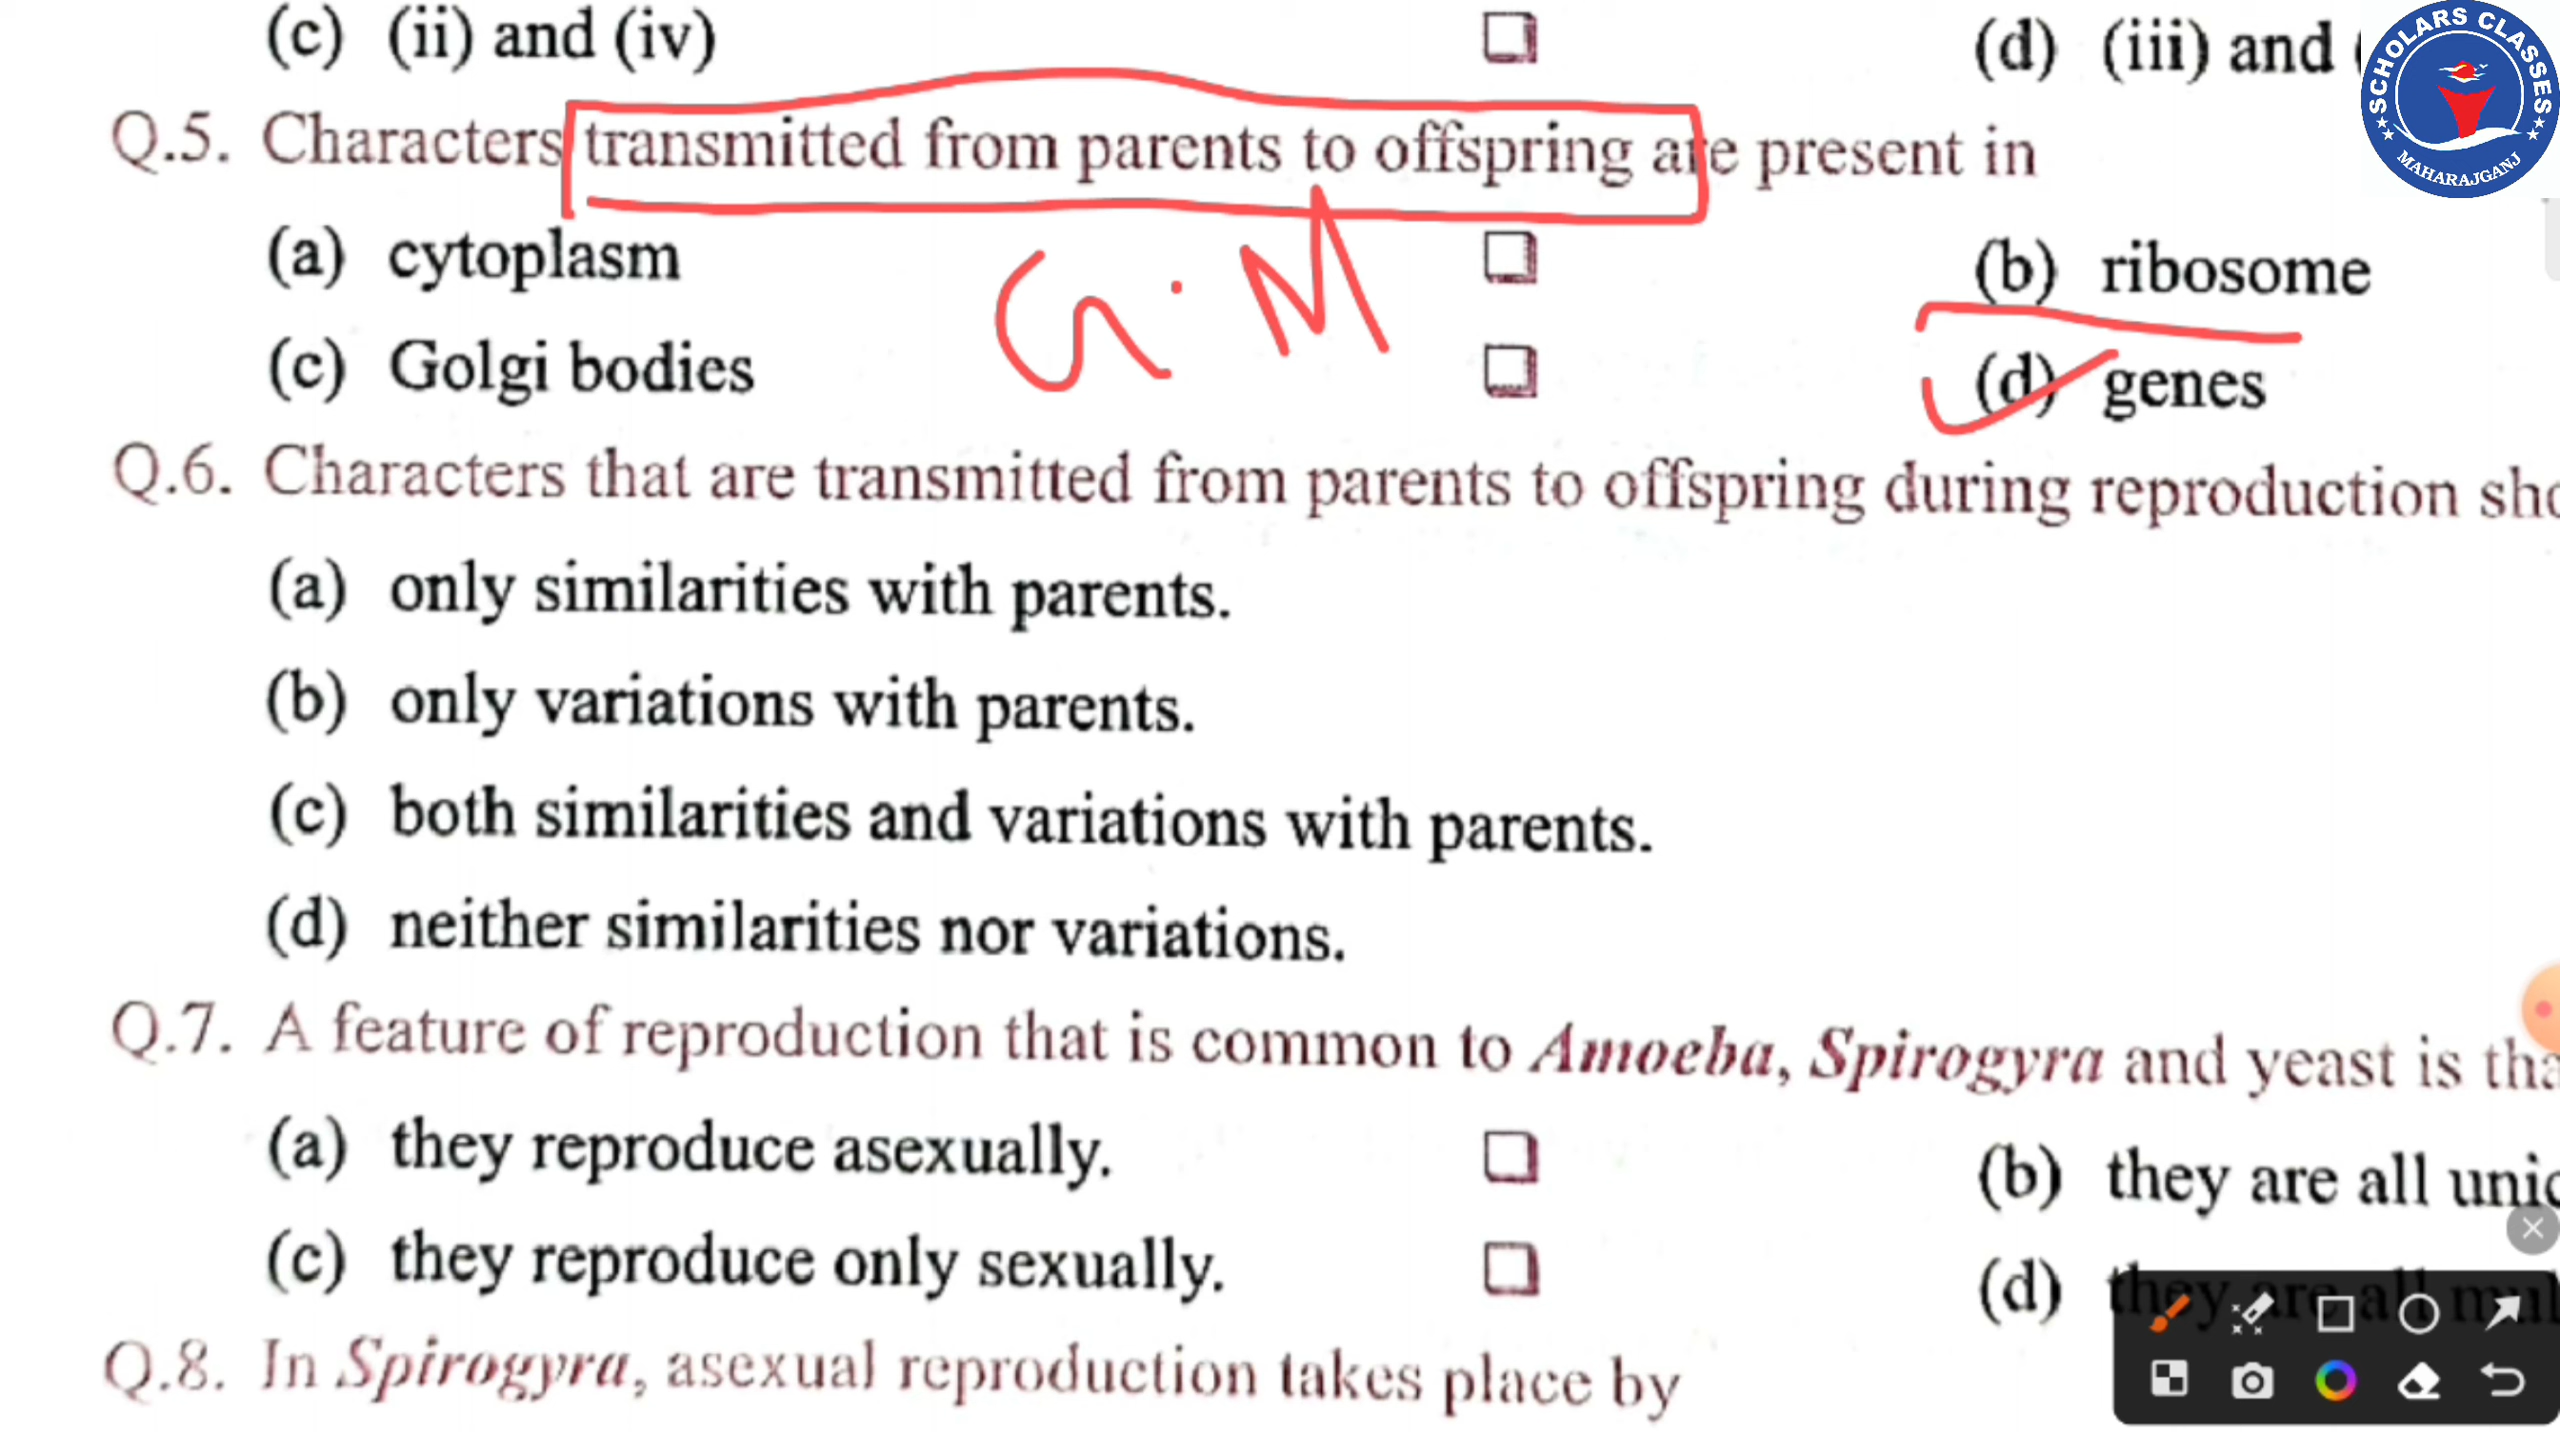 (c) (ii) and (iv) (d) (iii) and
SCHOLARS CLASSES
MAHARAJGANJ
Q.5. Characters transmitted from parents to offspring are present in
(a) cytoplasm (b) ribosome
G.M
(c) Golgi bodies (d) genes
Q.6. Characters that are transmitted from parents to offspring during reproduction
(a) only similarities with parents.
(b) only variations with parents.
(c) both similarities and variations with parents.
(d) neither similarities nor variations.
Q.7. A feature of reproduction that is common to Amoeba, Spirogyra and yeast is
(a) they reproduce asexually. (b) they are all
(c) they reproduce only sexually. (d) they are all
Q.8. In Spirogyra, asexual reproduction takes place by